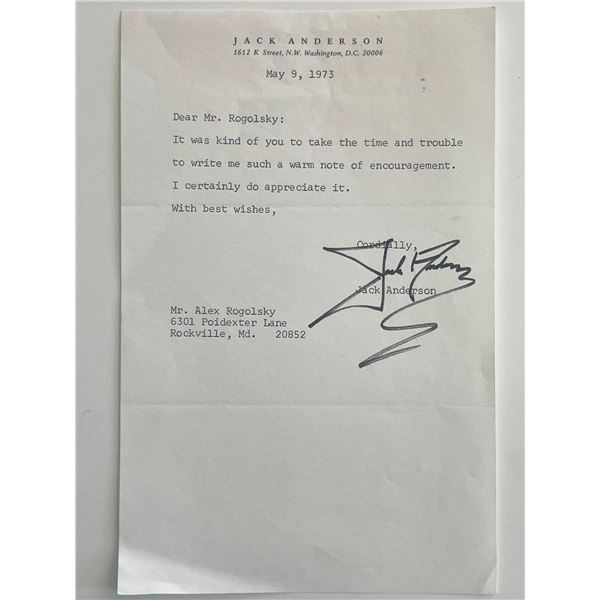 JACK ANDERSON
1612 K Street, N.W. Washington, D.C. 20006
May 9, 1973
Dear Mr. Rogolsky:
It was kind of you to take the time and trouble
to write me such a warm note of encouragement.
I certainly do appreciate it.
With best wishes,
Cordially,
Jack Anderson
Jack Anderson
Mr. Alex Rogolsky
6301 Poidexter Lane
Rockville, Md. 20852